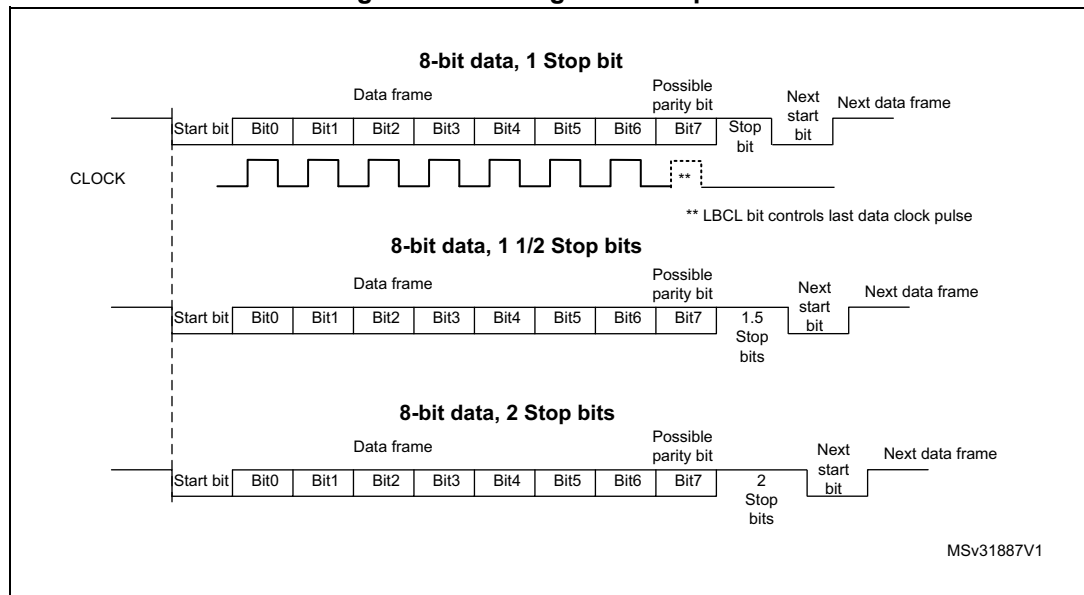 8-bit data, 1 Stop bit
Data frame
Possible
parity bit
Next
start
bit
Next data frame
Start bit
Bit0
Bit1
Bit2
Bit3
Bit4
Bit5
Bit6
Bit7
Stop
bit
CLOCK
**
** LBCL bit controls last data clock pulse
8-bit data, 1 1/2 Stop bits
Data frame
Possible
parity bit
Next
start
bit
Next data frame
Start bit
Bit0
Bit1
Bit2
Bit3
Bit4
Bit5
Bit6
Bit7
1.5
Stop
bits
8-bit data, 2 Stop bits
Data frame
Possible
parity bit
Next
start
bit
Next data frame
Start bit
Bit0
Bit1
Bit2
Bit3
Bit4
Bit5
Bit6
Bit7
2
Stop
bits
MSv31887V1